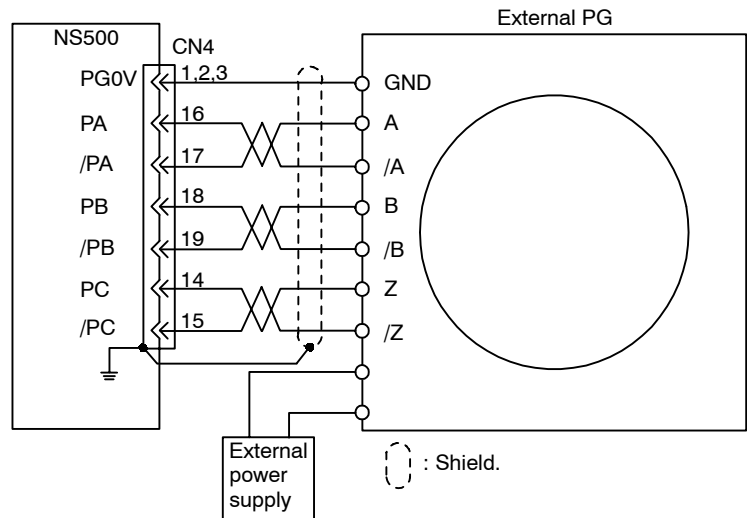 External PG
NS500
CN4
PG0V 1,2,3 GND
PA 16 A
/PA 17 /A
PB 18 B
/PB 19 /B
PC 14 Z
/PC 15 /Z
External
power
supply
: Shield.